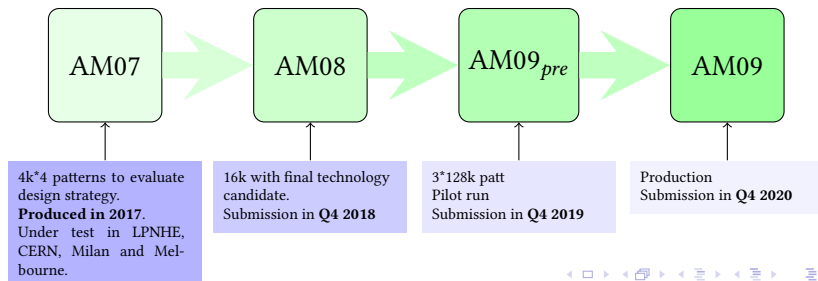 AM07
AM08
AM09pre
AM09
4k*4 patterns to evaluate
design strategy.
Produced in 2017.
Under test in LPNHE,
CERN, Milan and Mel-
bourne.
16k with final technology
candidate.
Submission in Q4 2018
3*128k patt
Pilot run
Submission in Q4 2019
Production
Submission in Q4 2020